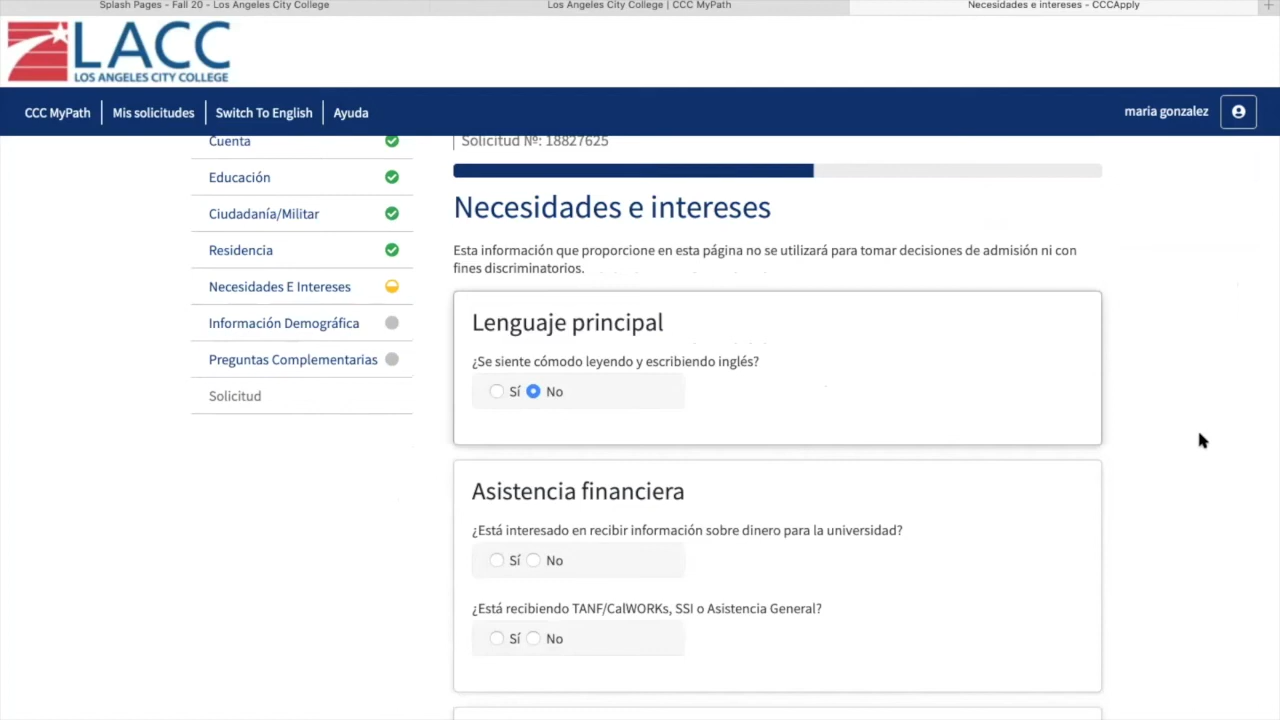 Splash Pages - Fall 20 - Los Angeles City College
Los Angeles City College | CCC MyPath
Necesidades e intereses - CCCApply
LACC
LOS ANGELES CITY COLLEGE
CCC MyPath
Mis solicitudes
Switch To English
Ayuda
maria gonzalez
Cuenta
Educación
Ciudadanía/Militar
Residencia
Necesidades E Intereses
Información Demográfica
Preguntas Complementarias
Solicitud
Solicitud Nº: 18827625
Necesidades e intereses
Esta información que proporcione en esta página no se utilizará para tomar decisiones de admisión ni con
fines discriminatorios.
Lenguaje principal
¿Se siente cómodo leyendo y escribiendo inglés?
Sí No
Asistencia financiera
¿Está interesado en recibir información sobre dinero para la universidad?
Sí No
¿Está recibiendo TANF/CalWORKs, SSI o Asistencia General?
Sí No